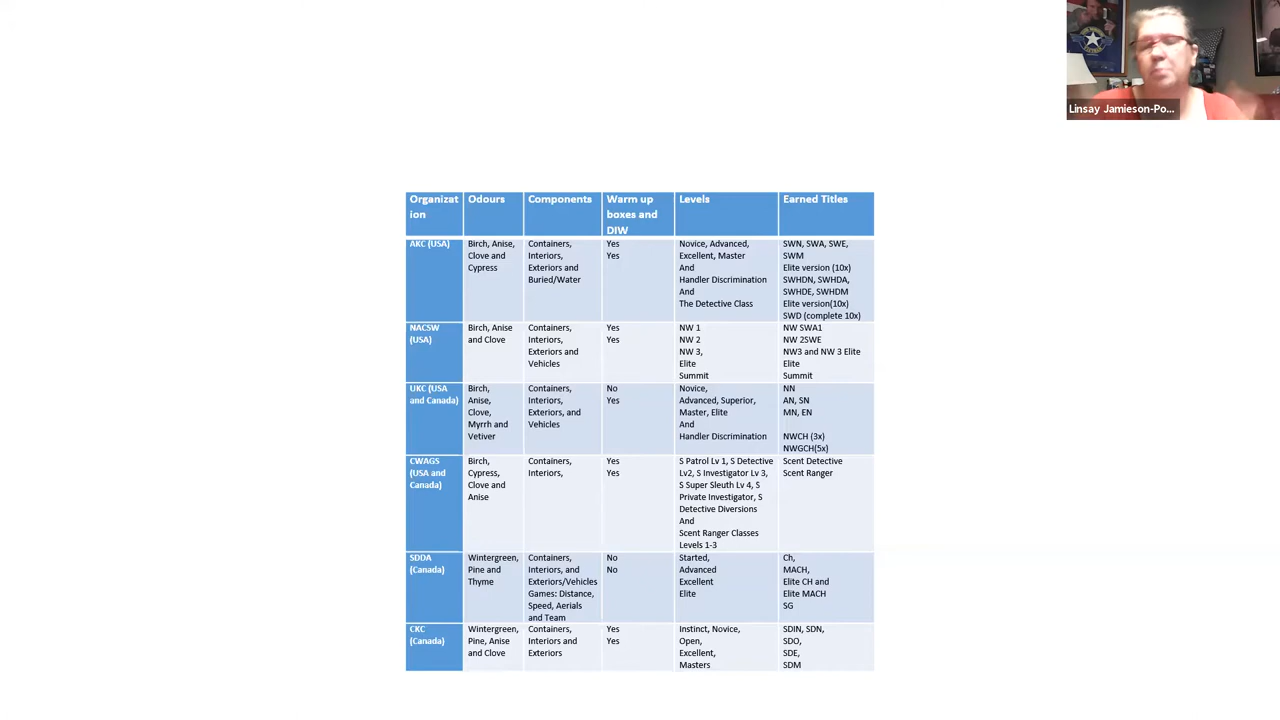 Linsay Jamieson-Po...
Organizat
ion
Odours
Components
Warm up
boxes and
DIW
Levels
Earned Titles
AKC (USA)
Birch, Anise,
Clove and
Cypress
Containers,
Interiors,
Exteriors and
Buried/Water
Yes
Yes
Novice, Advanced,
Excellent, Master
And
Handler Discrimination
And
The Detective Class
SWN, SWA, SWE,
SWM
Elite version (10x)
SWHDN, SWHDA,
SWHDE, SWHDM
Elite version(10x)
SWD (complete 10x)
NACSW
(USA)
Birch, Anise
and Clove
Containers,
Interiors,
Exteriors and
Vehicles
Yes
Yes
NW 1
NW 2
NW 3,
Elite
Summit
NW SWA1
NW 2SWE
NW3 and NW 3 Elite
Elite
Summit
UKC (USA
and Canada)
Birch,
Anise,
Clove,
Myrrh and
Vetiver
Containers,
Interiors,
Exteriors, and
Vehicles
No
Yes
Novice,
Advanced, Superior,
Master, Elite
And
Handler Discrimination
NN
AN, SN
MN, EN
NWCH (3x)
NWGCH(5x)
CWAGS
(USA and
Canada)
Birch,
Cypress,
Clove and
Anise
Containers,
Interiors,
Yes
Yes
S Patrol Lv 1, S Detective
Lv2, S Investigator Lv 3,
S Super Sleuth Lv 4, S
Private Investigator, S
Detective Diversions
And
Scent Ranger Classes
Levels 1-3
Scent Detective
Scent Ranger
SDDA
(Canada)
Wintergreen,
Pine and
Thyme
Containers,
Interiors, and
Exteriors/Vehicles
Games: Distance,
Speed, Aerials
and Team
No
No
Started,
Advanced
Excellent
Elite
Ch,
MACH,
Elite CH and
Elite MACH
SG
CKC
(Canada)
Wintergreen,
Pine, Anise
and Clove
Containers,
Interiors and
Exteriors
Yes
Yes
Instinct, Novice,
Open,
Excellent,
Masters
SDIN, SDN,
SDO,
SDE,
SDM